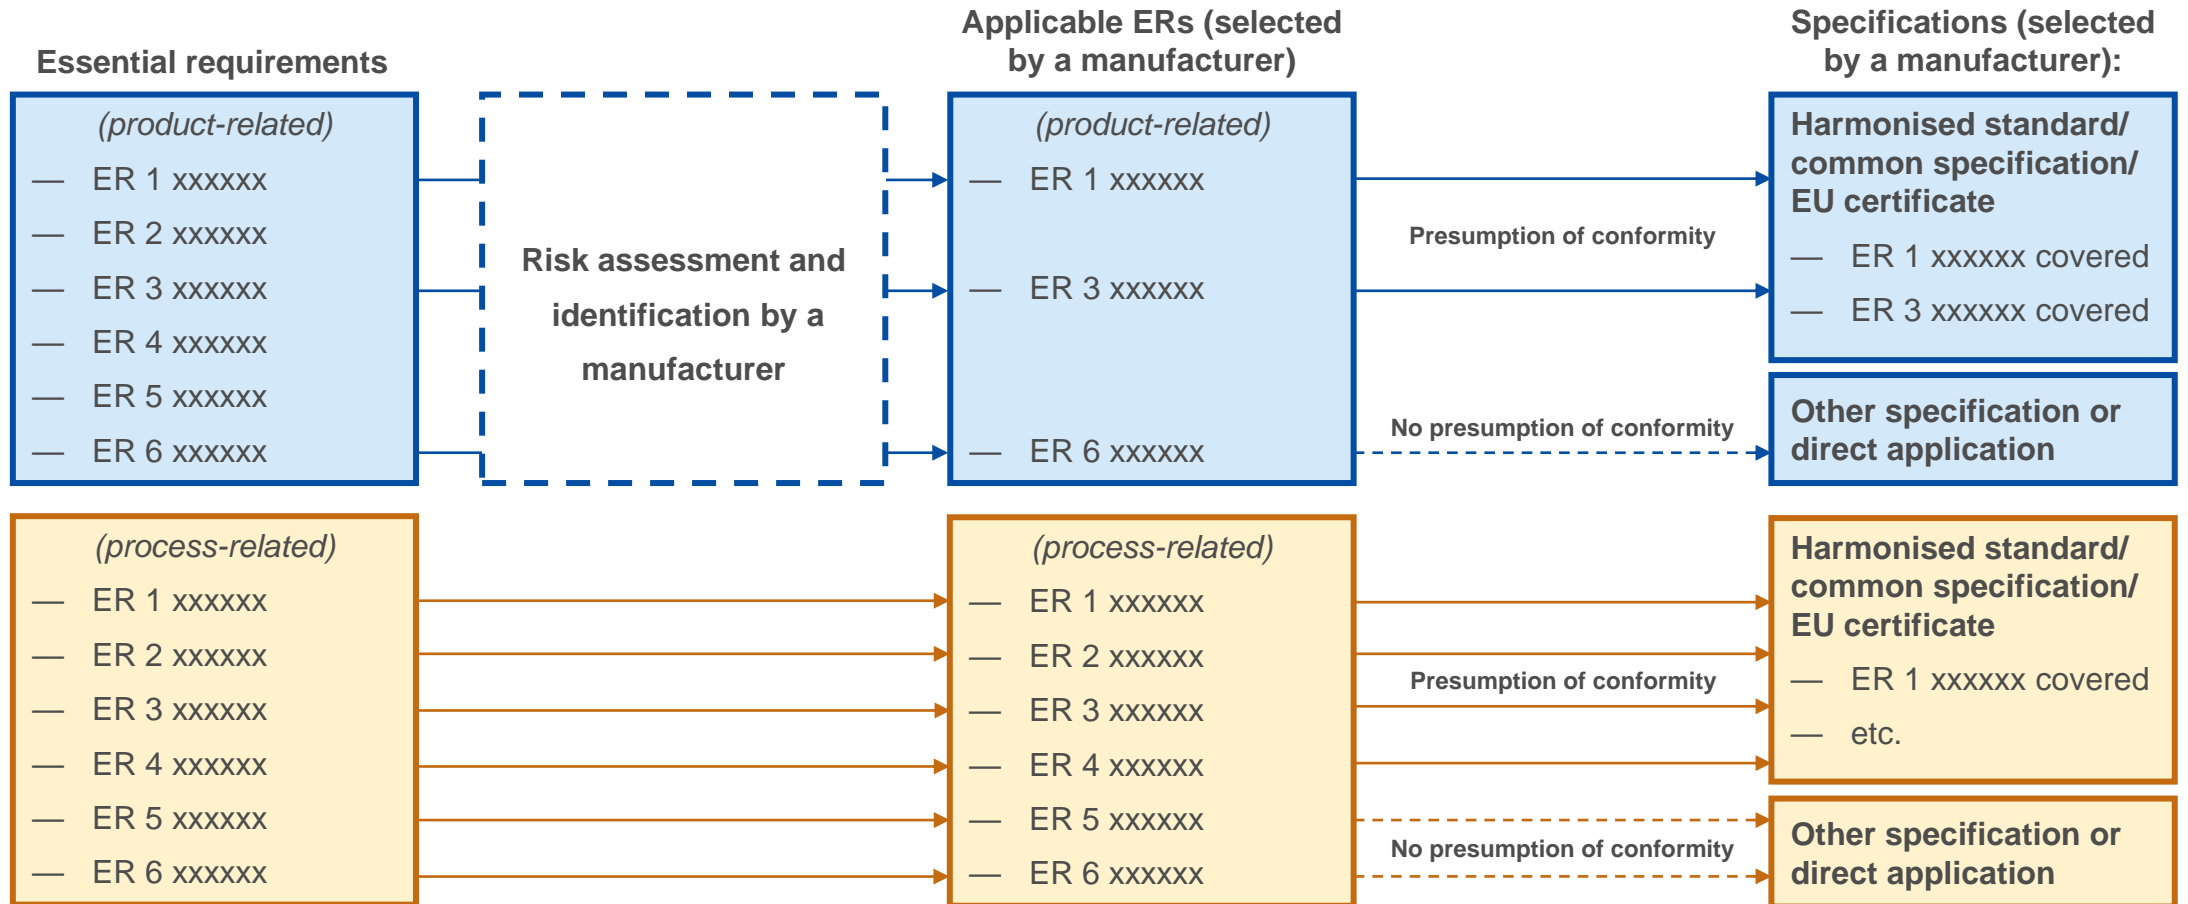 Essential requirements
Applicable ERs (selected
by a manufacturer)
Specifications (selected
by a manufacturer):
(product-related)
— ER 1 xxxxxx
— ER 2 xxxxxx
— ER 3 xxxxxx
— ER 4 xxxxxx
— ER 5 xxxxxx
— ER 6 xxxxxx
Risk assessment and
identification by a
manufacturer
(product-related)
— ER 1 xxxxxx
— ER 3 xxxxxx
— ER 6 xxxxxx
Presumption of conformity
No presumption of conformity
Harmonised standard/
common specification/
EU certificate
— ER 1 xxxxxx covered
— ER 3 xxxxxx covered
Other specification or
direct application
(process-related)
— ER 1 xxxxxx
— ER 2 xxxxxx
— ER 3 xxxxxx
— ER 4 xxxxxx
— ER 5 xxxxxx
— ER 6 xxxxxx
(process-related)
— ER 1 xxxxxx
— ER 2 xxxxxx
— ER 3 xxxxxx
— ER 4 xxxxxx
— ER 5 xxxxxx
— ER 6 xxxxxx
Presumption of conformity
No presumption of conformity
Harmonised standard/
common specification/
EU certificate
— ER 1 xxxxxx covered
— etc.
Other specification or
direct application